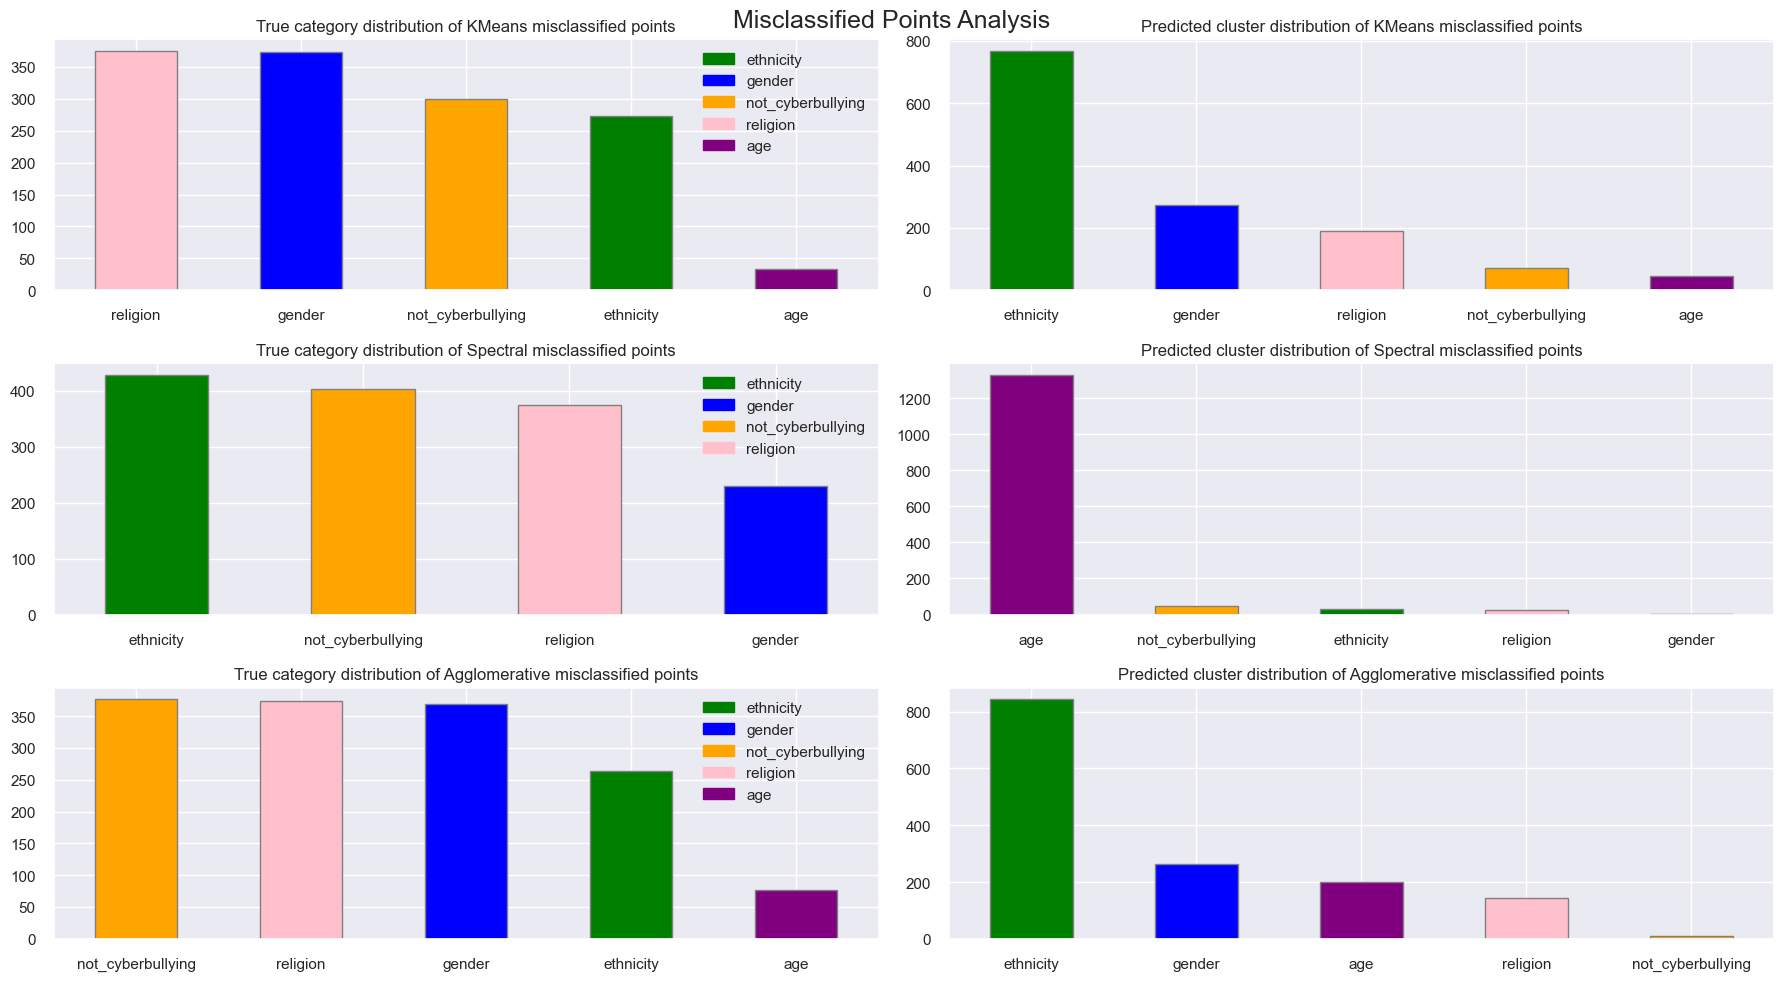 Misclassified Points Analysis
True category distribution of KMeans misclassified points
350
300
250
200
150
100
50
0
religion
gender
not_cyberbullying
ethnicity
age
ethnicity
gender
not_cyberbullying
religion
age
Predicted cluster distribution of KMeans misclassified points
800
600
400
200
0
ethnicity
gender
religion
not_cyberbullying
age
True category distribution of Spectral misclassified points
400
300
200
100
0
ethnicity
not_cyberbullying
religion
gender
ethnicity
gender
not_cyberbullying
religion
Predicted cluster distribution of Spectral misclassified points
1200
1000
800
600
400
200
0
age
not_cyberbullying
ethnicity
religion
gender
True category distribution of Agglomerative misclassified points
350
300
250
200
150
100
50
0
not_cyberbullying
religion
gender
ethnicity
age
ethnicity
gender
not_cyberbullying
religion
age
Predicted cluster distribution of Agglomerative misclassified points
800
600
400
200
0
ethnicity
gender
age
religion
not_cyberbullying